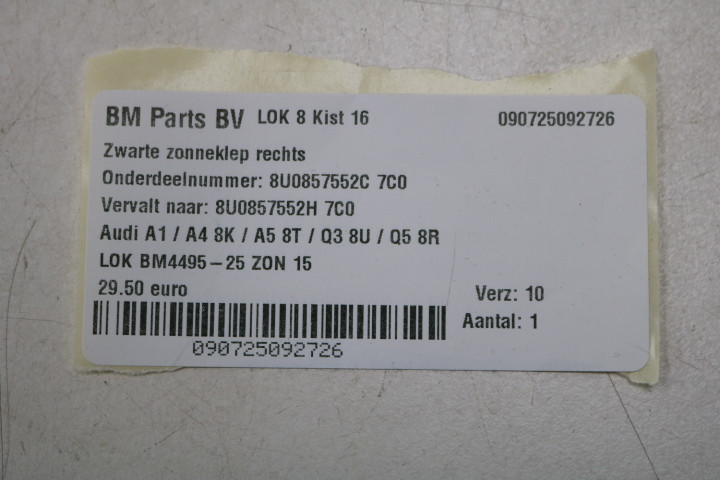 BM Parts BV LOK 8 Kist 16 090725092726
Zwarte zonneklep rechts
Onderdeelnummer: 8U0857552C 7C0
Vervalt naar: 8U0857552H 7C0
Audi A1 / A4 8K / A5 8T / Q3 8U / Q5 8R
LOK BM4495-25 ZON 15
29.50 euro Verz: 10
Aantal: 1
090725092726